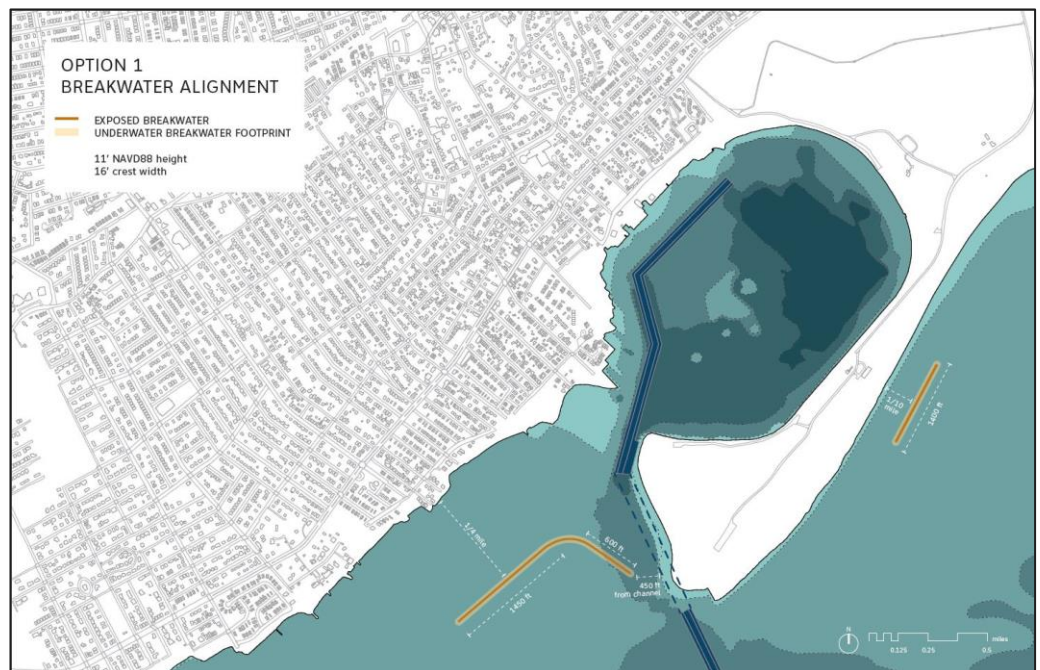 OPTION 1
BREAKWATER ALIGNMENT
EXPOSED BREAKWATER
UNDERWATER BREAKWATER FOOTPRINT
11' NAVD88 height
16' crest width
1/10
mile
1400 ft
1/4 mile
600 ft
1450 ft
450 ft
from channel
N
miles
0.125
0.25
0.5